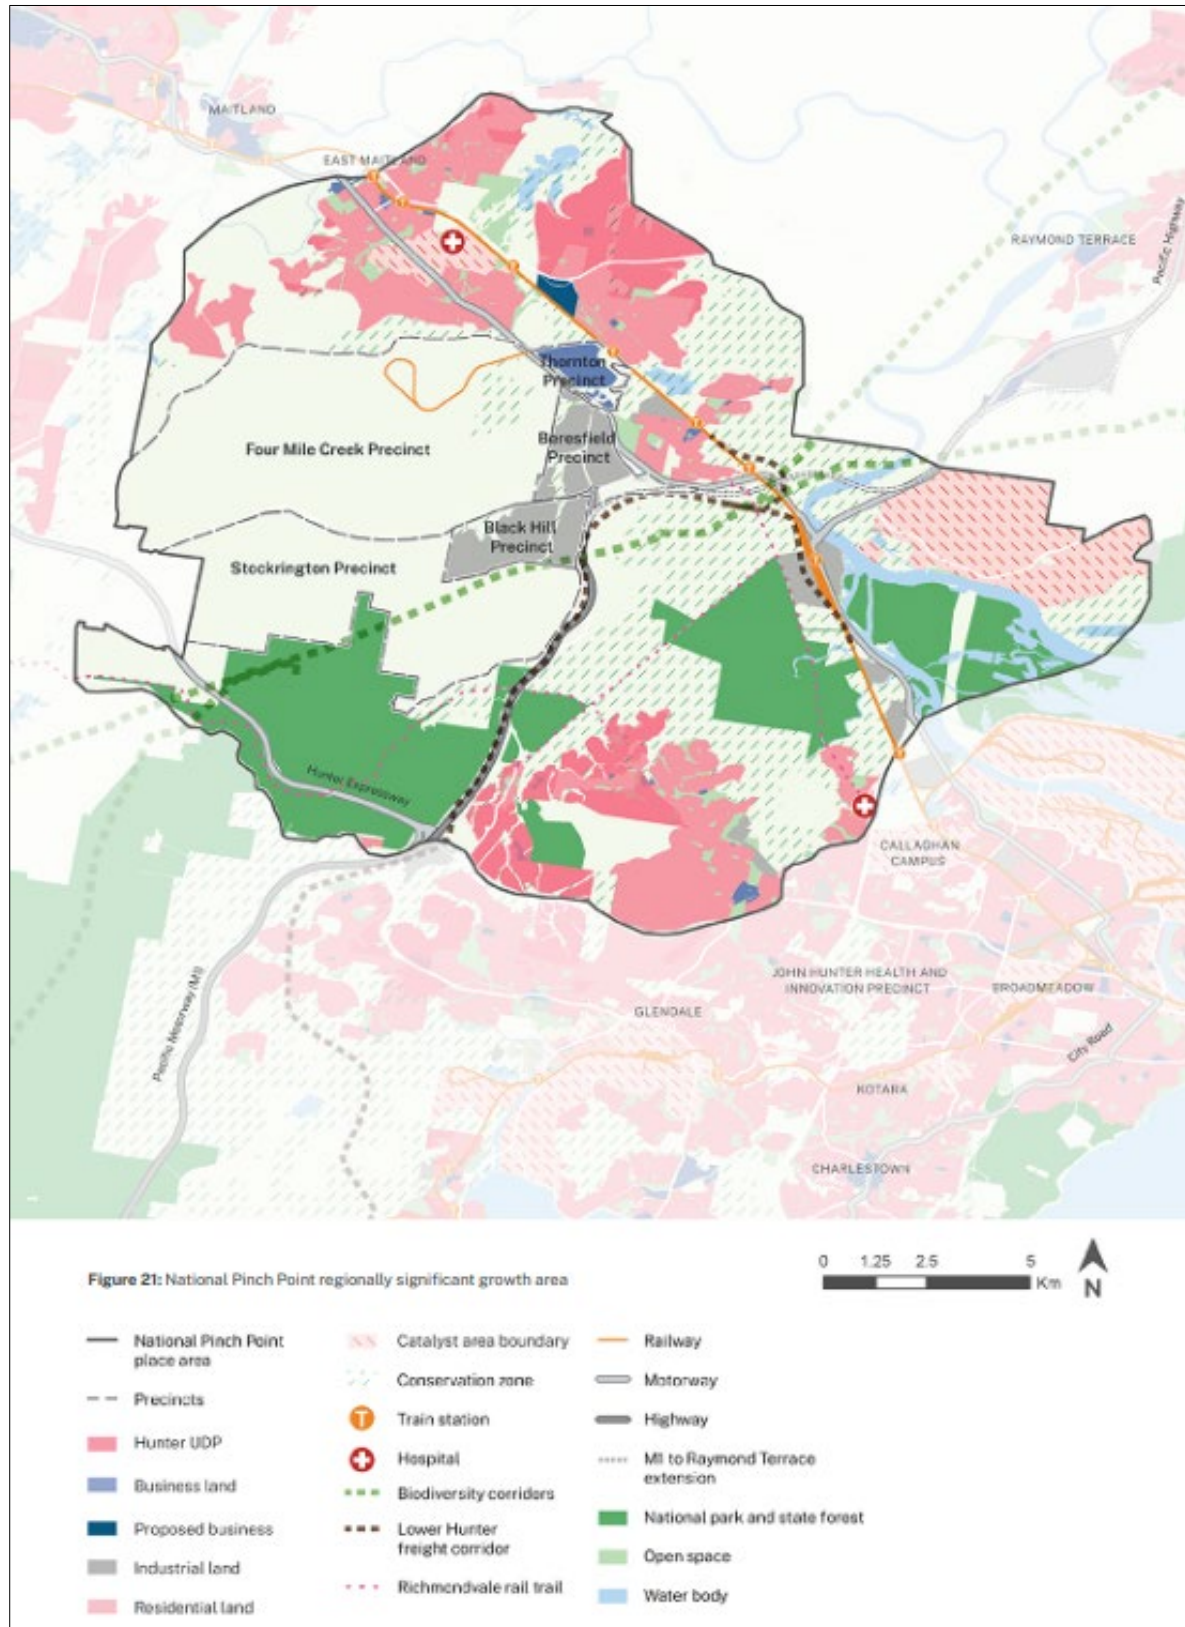 MAITLAND
EAST MAITLAND
RAYMOND TERRACE
Pacific Highway
Thornton
Precinct
Four Mile Creek Precinct
Beresfield
Precinct
Black Hill
Precinct
Stockrington Precinct
Hunter Expressway
CALLAGHAN
CAMPUS
Pacific Motorway (M1)
JOHN HUNTER HEALTH AND
INNOVATION PRECINCT
BROADMEADOW
GLENDALE
City Road
KOTARA
CHARLESTOWN
Figure 21: National Pinch Point regionally significant growth area
0 1.25 2.5 5
Km
N
National Pinch Point
place area
Precincts
Hunter UDP
Business land
Proposed business
Industrial land
Residential land
Catalyst area boundary
Conservation zone
T Train station
Hospital
Biodiversity corridors
Lower Hunter
freight corridor
Richmondvale rail trail
Railway
Motorway
Highway
M1 to Raymond Terrace
extension
National park and state forest
Open space
Water body